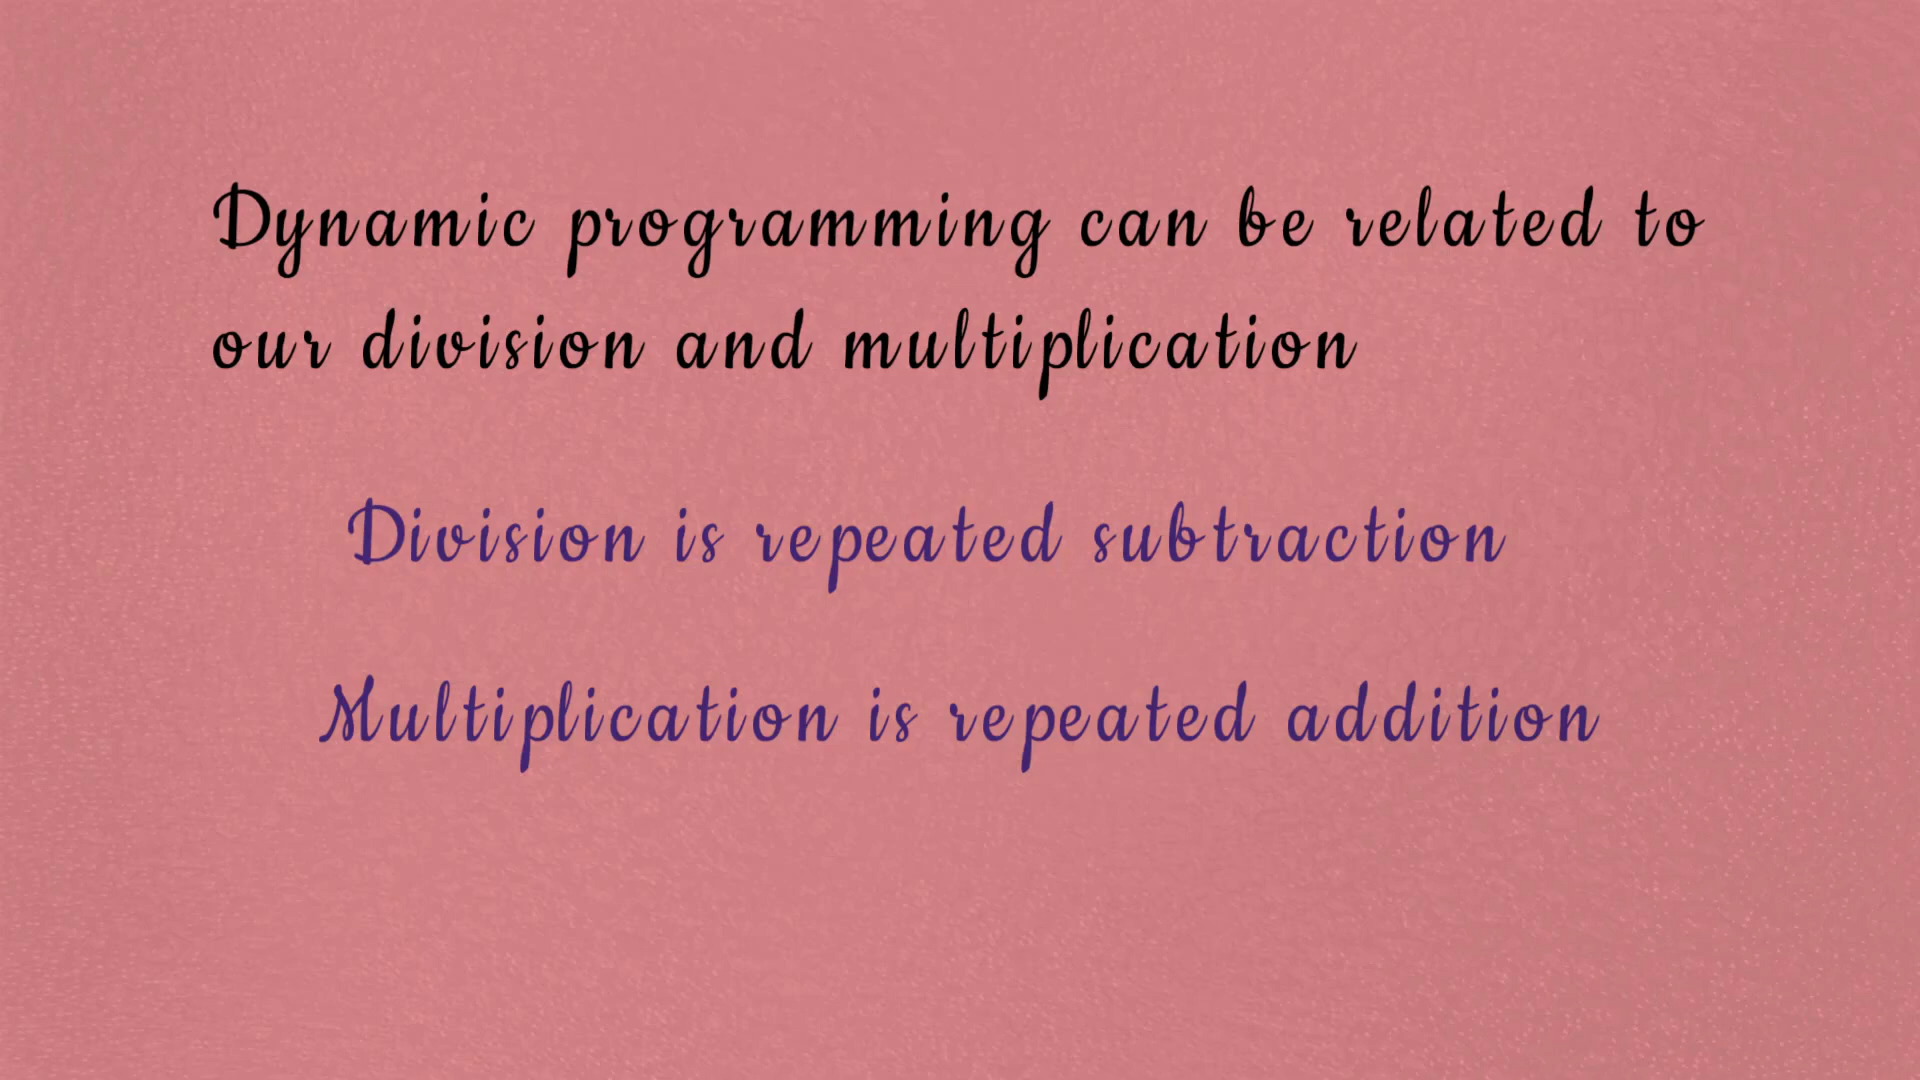 Dynamic programming can be related to
our division and multiplication
Division is repeated subtraction
Multiplication is repeated addition